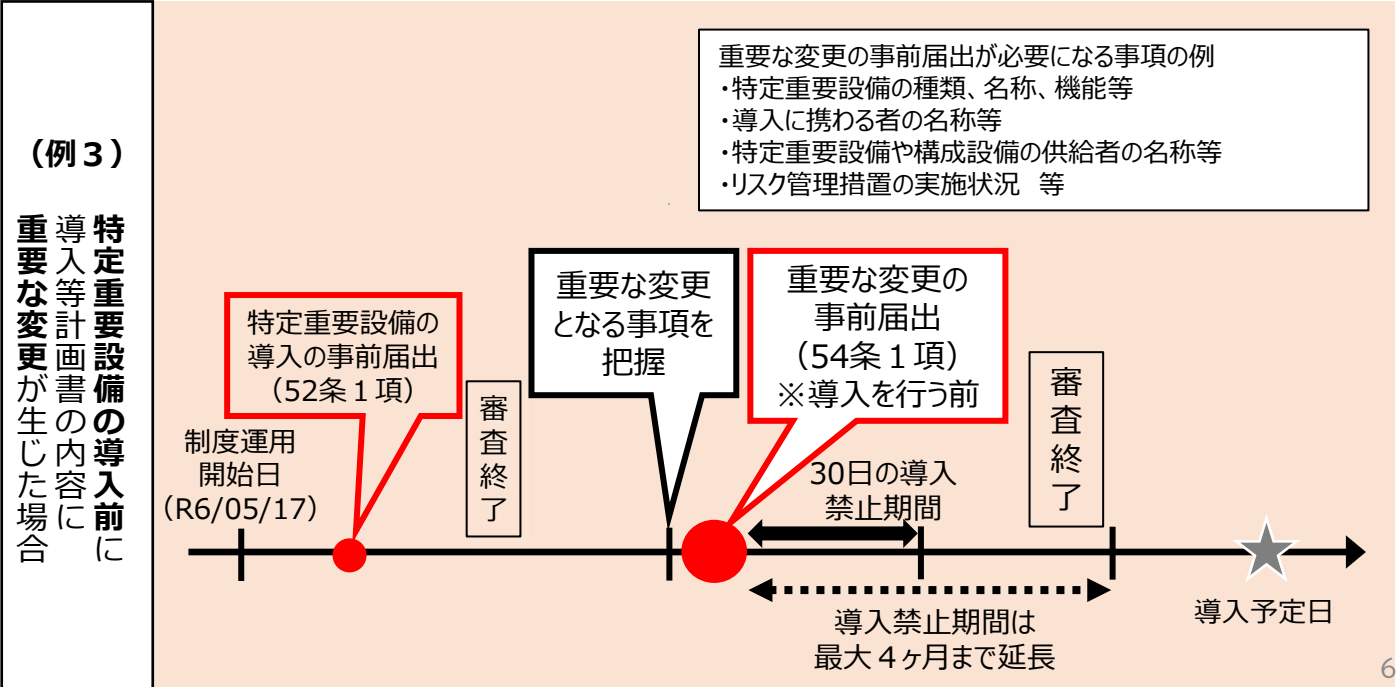 （例３）
特定重要設備の導入前に
導入等計画書の内容に
重要な変更が生じた場合
重要な変更の事前届出が必要になる事項の例
・特定重要設備の種類、名称、機能等
・導入に携わる者の名称等
・特定重要設備や構成設備の供給者の名称等
・リスク管理措置の実施状況　等
制度運用
開始日
（R6/05/17）
特定重要設備の
導入の事前届出
（52条１項）
審査終了
重要な変更
となる事項を
把握
重要な変更の
事前届出
（54条１項）
※導入を行う前
30日の導入
禁止期間
審査終了
導入禁止期間は
最大４ヶ月まで延長
導入予定日
6